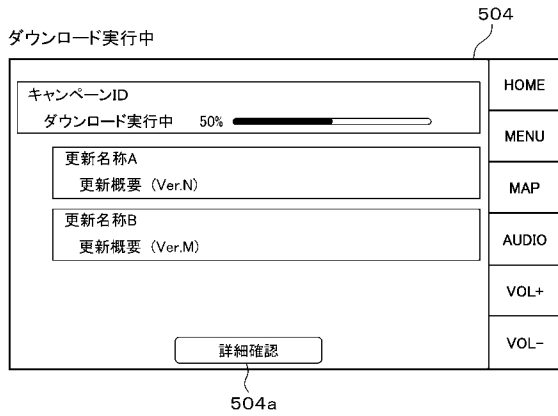 504
ダウンロード実行中
キャンペーンID
ダウンロード実行中 50%
更新名称A
更新概要 (Ver.N)
更新名称B
更新概要 (Ver.M)
詳細確認
HOME
MENU
MAP
AUDIO
VOL+
VOL-
504a